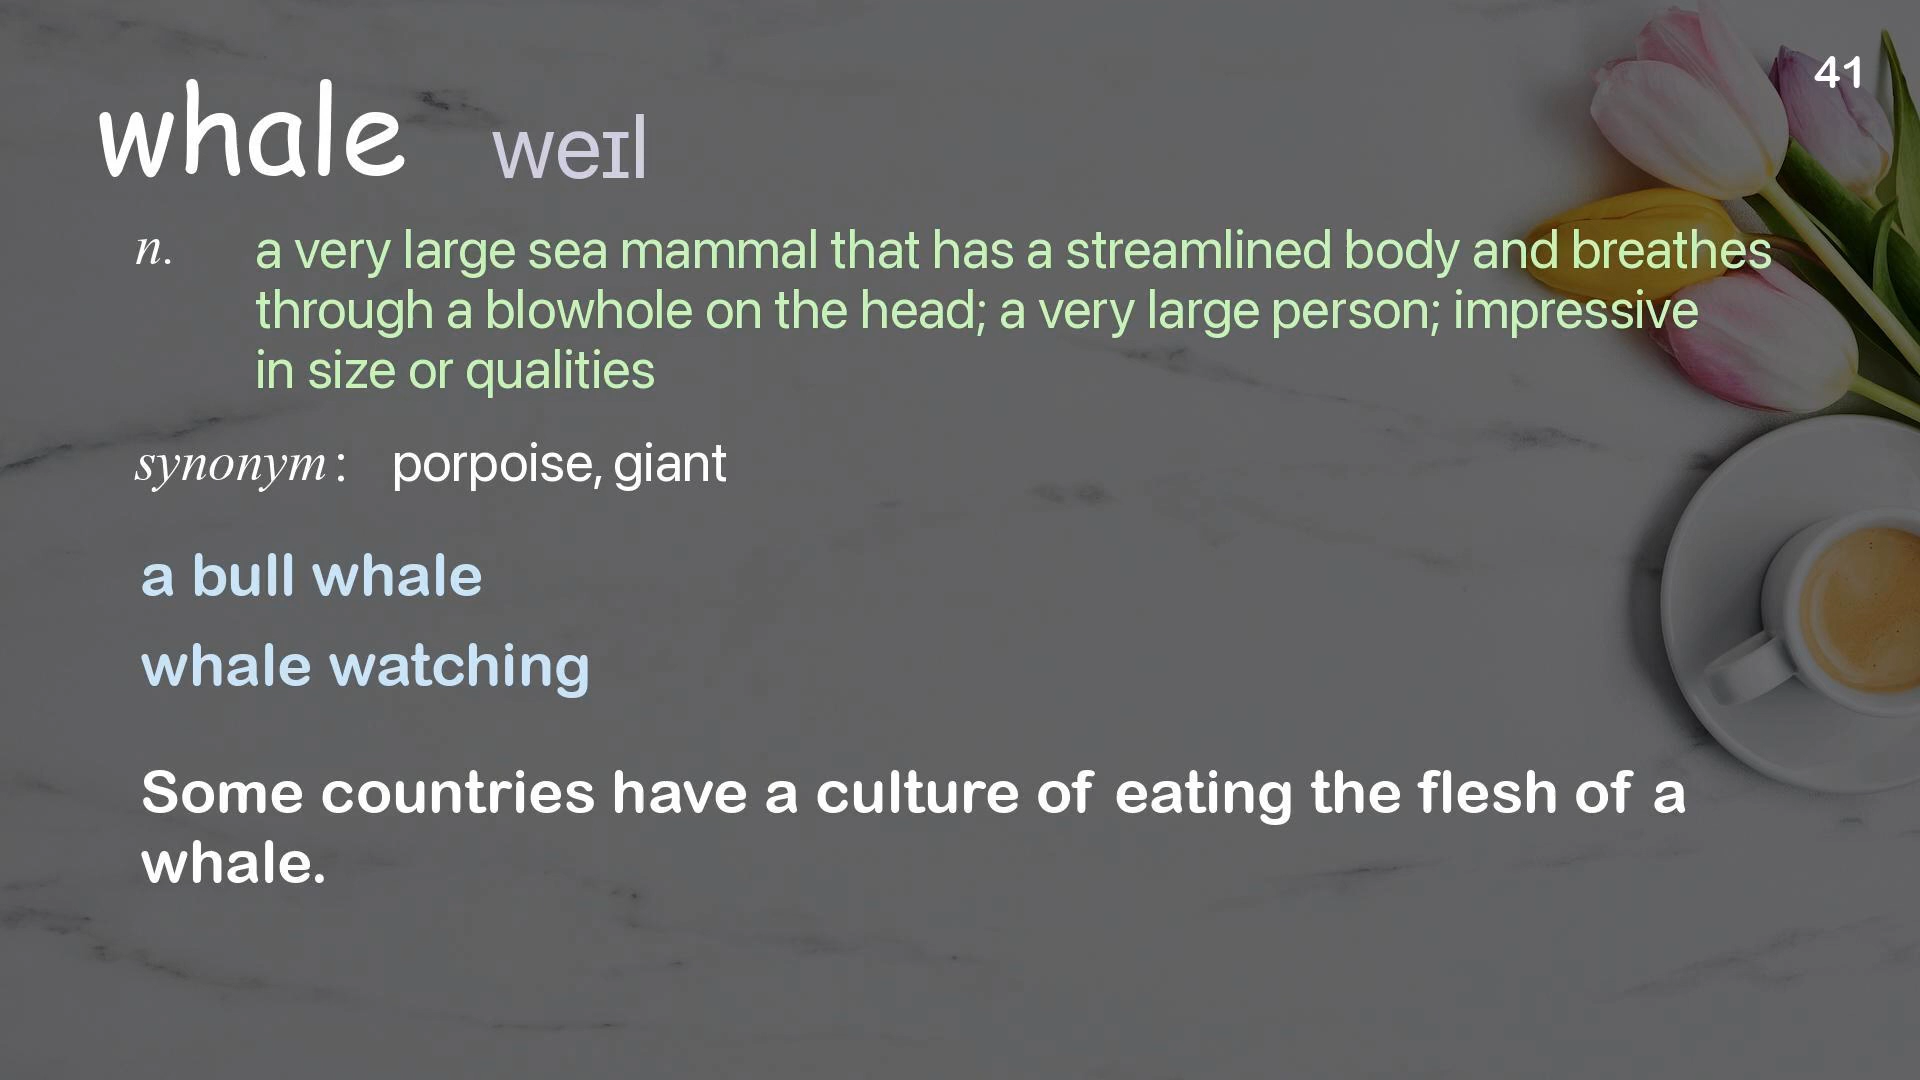 41
whale weɪl
n. a very large sea mammal that has a streamlined body and breathes
through a blowhole on the head; a very large person; impressive
in size or qualities
synonym: porpoise, giant
a bull whale
whale watching
Some countries have a culture of eating the flesh of a
whale.